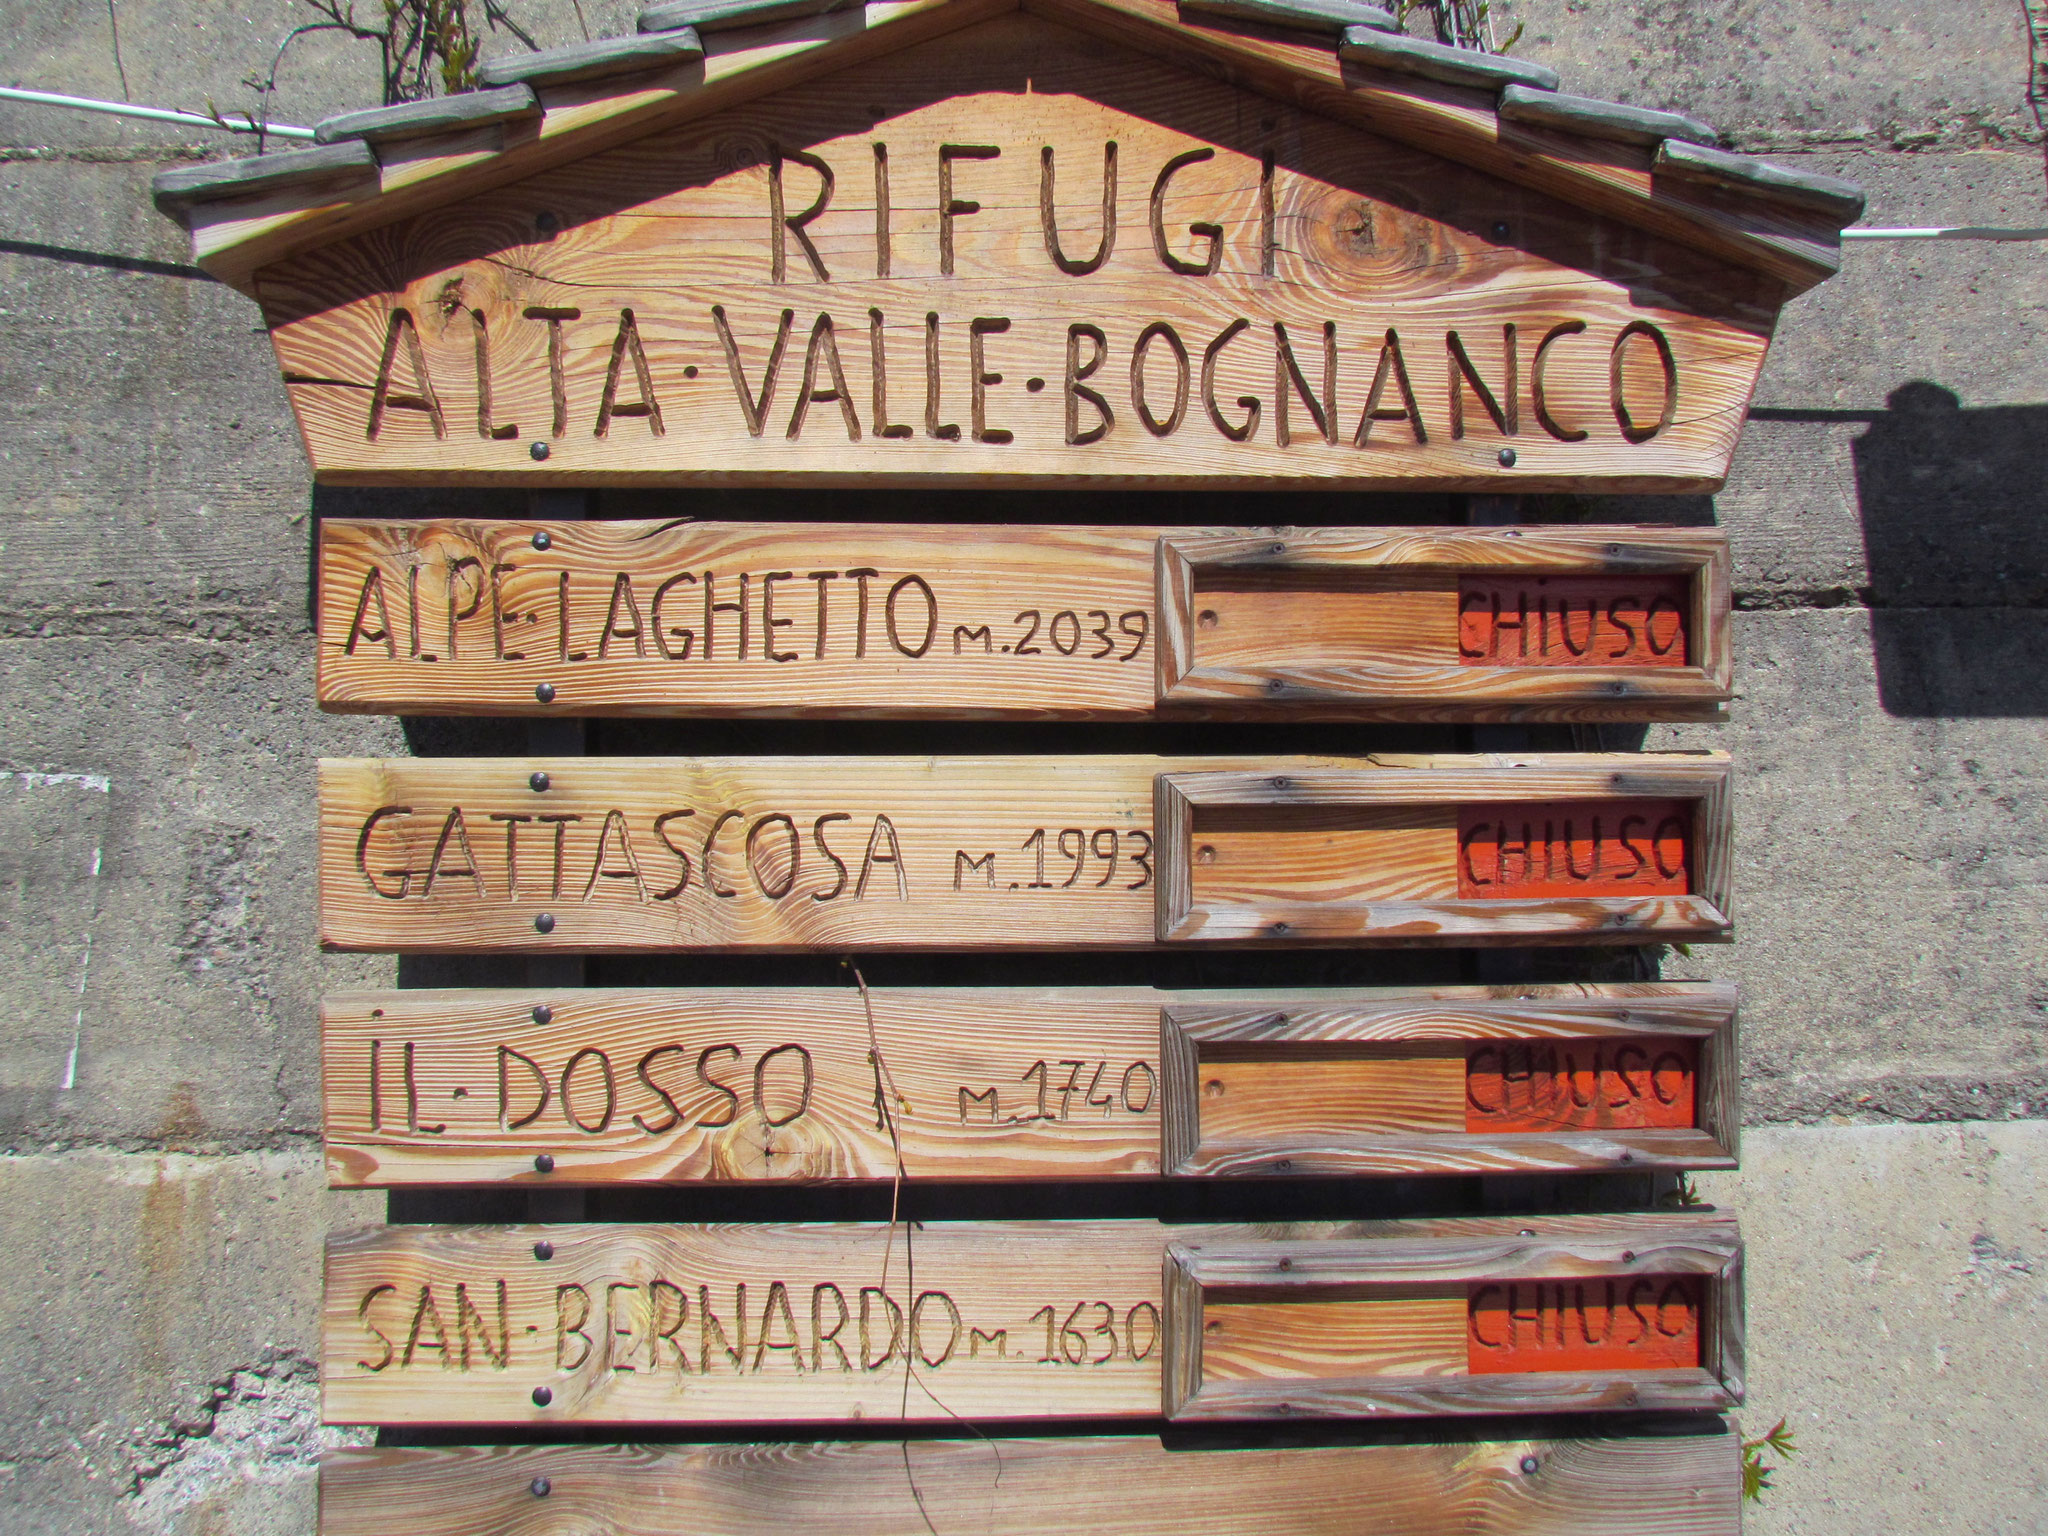 RIFUGI
ALTA·VALLE·BOGNANCO
ALPE·LAGHETTO m.2039 CHIUSO
GATTASCOSA m.1993 CHIUSO
IL·DOSSO m.1740 CHIUSO
SAN·BERNARDO m.1630 CHIUSO